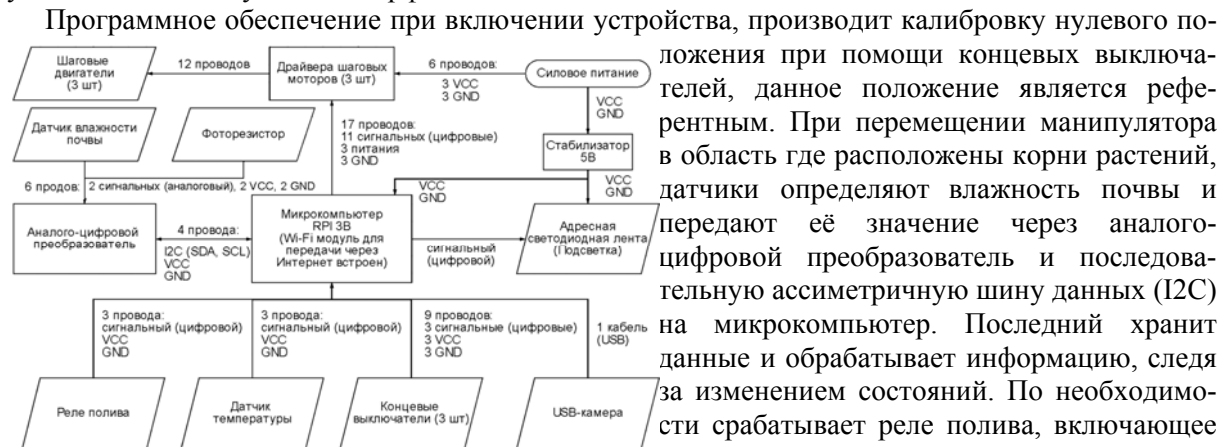 Программное обеспечение при включении устройства, производит калибровку нулевого по-
ложения при помощи концевых выключа-
телей, данное положение является рефе-
рентным. При перемещении манипулятора
в область где расположены корни растений,
датчики определяют влажность почвы и
передают её значение через аналого-
цифровой преобразователь и последова-
тельную ассиметричную шину данных (I2C)
на микрокомпьютер. Последний хранит
данные и обрабатывает информацию, следя
за изменением состояний. По необходимо-
сти срабатывает реле полива, включающее
Шаговые
двигатели
(3 шт)
12 проводов
Драйвера шаговых
моторов (3 шт)
6 проводов:
3 VCC
3 GND
Силовое питание
VCC
GND
Датчик влажности
почвы
Фоторезистор
17 проводов:
11 сигнальных (цифровые)
3 питания
3 GND
Стабилизатор
5В
6 продов:
2 сигнальных (аналоговый), 2 VCC, 2 GND
VCC
GND
VCC
GND
Аналого-цифровой
преобразователь
4 провода:
I2C (SDA, SCL)
VCC
GND
Микрокомпьютер
RPI 3B
(Wi-Fi модуль для
передачи через
Интернет встроен)
сигнальный
(цифровой)
Адресная
светодиодная лента
(Подсветка)
3 провода:
сигнальный (цифровой)
VCC
GND
3 провода:
сигнальный (цифровой)
VCC
GND
9 проводов:
3 сигнальные (цифровые)
3 VCC
3 GND
1 кабель
(USB)
Реле полива
Датчик
температуры
Концевые
выключатели (3 шт)
USB-камера